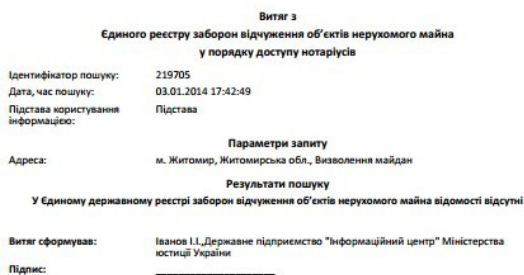 Витяг з
Єдиного реєстру заборон відчуження об'єктів нерухомого майна
у порядку доступу нотаріусів
Ідентифікатор пошуку: 219705
Дата, час пошуку: 03.01.2014 17:42:49
Підстава користування Підстава
інформацією:
Параметри запиту
Адреса: м. Житомир, Житомирська обл., Визволення майдан
Результати пошуку
У Єдиному державному реєстрі заборон відчуження об'єктів нерухомого майна відомості відсутні
Витяг сформував: Іванов І.І.,Державне підприємство "Інформаційний центр" Міністерства
юстиції України
Підпис: